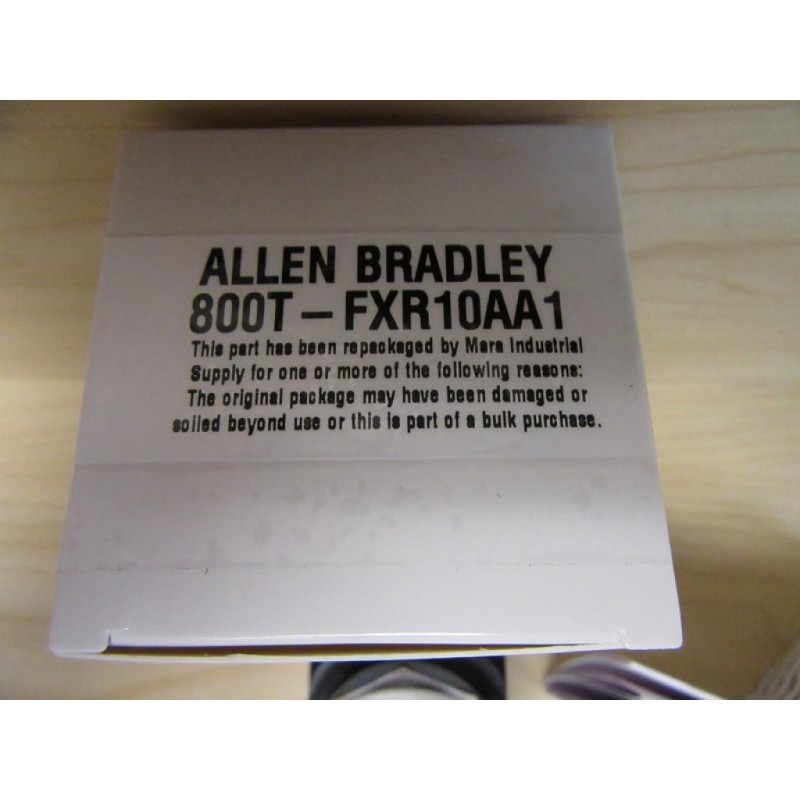 ALLEN BRADLEY
800T-FXR10AA1
This part has been repackaged by Mara Industrial
Supply for one or more of the following reasons:
The original package may have been damaged or
soiled beyond use or this is part of a bulk purchase.